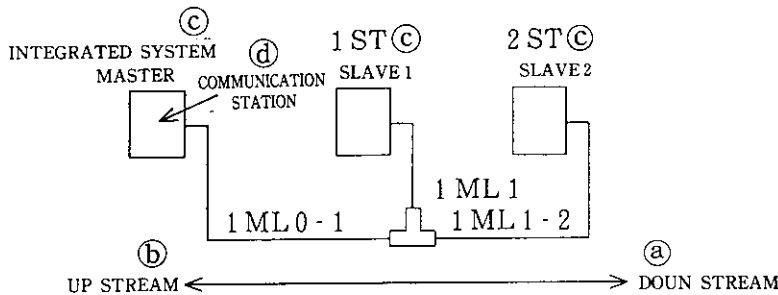 ⓒ
INTEGRATED SYSTEM
MASTER
ⓓ
COMMUNICATION
STATION
1 ST ⓒ
SLAVE 1
2 ST ⓒ
SLAVE 2
1 ML 1
1 ML 0 - 1
1 ML 1 - 2
ⓑ
UP STREAM
ⓐ
DOUN STREAM